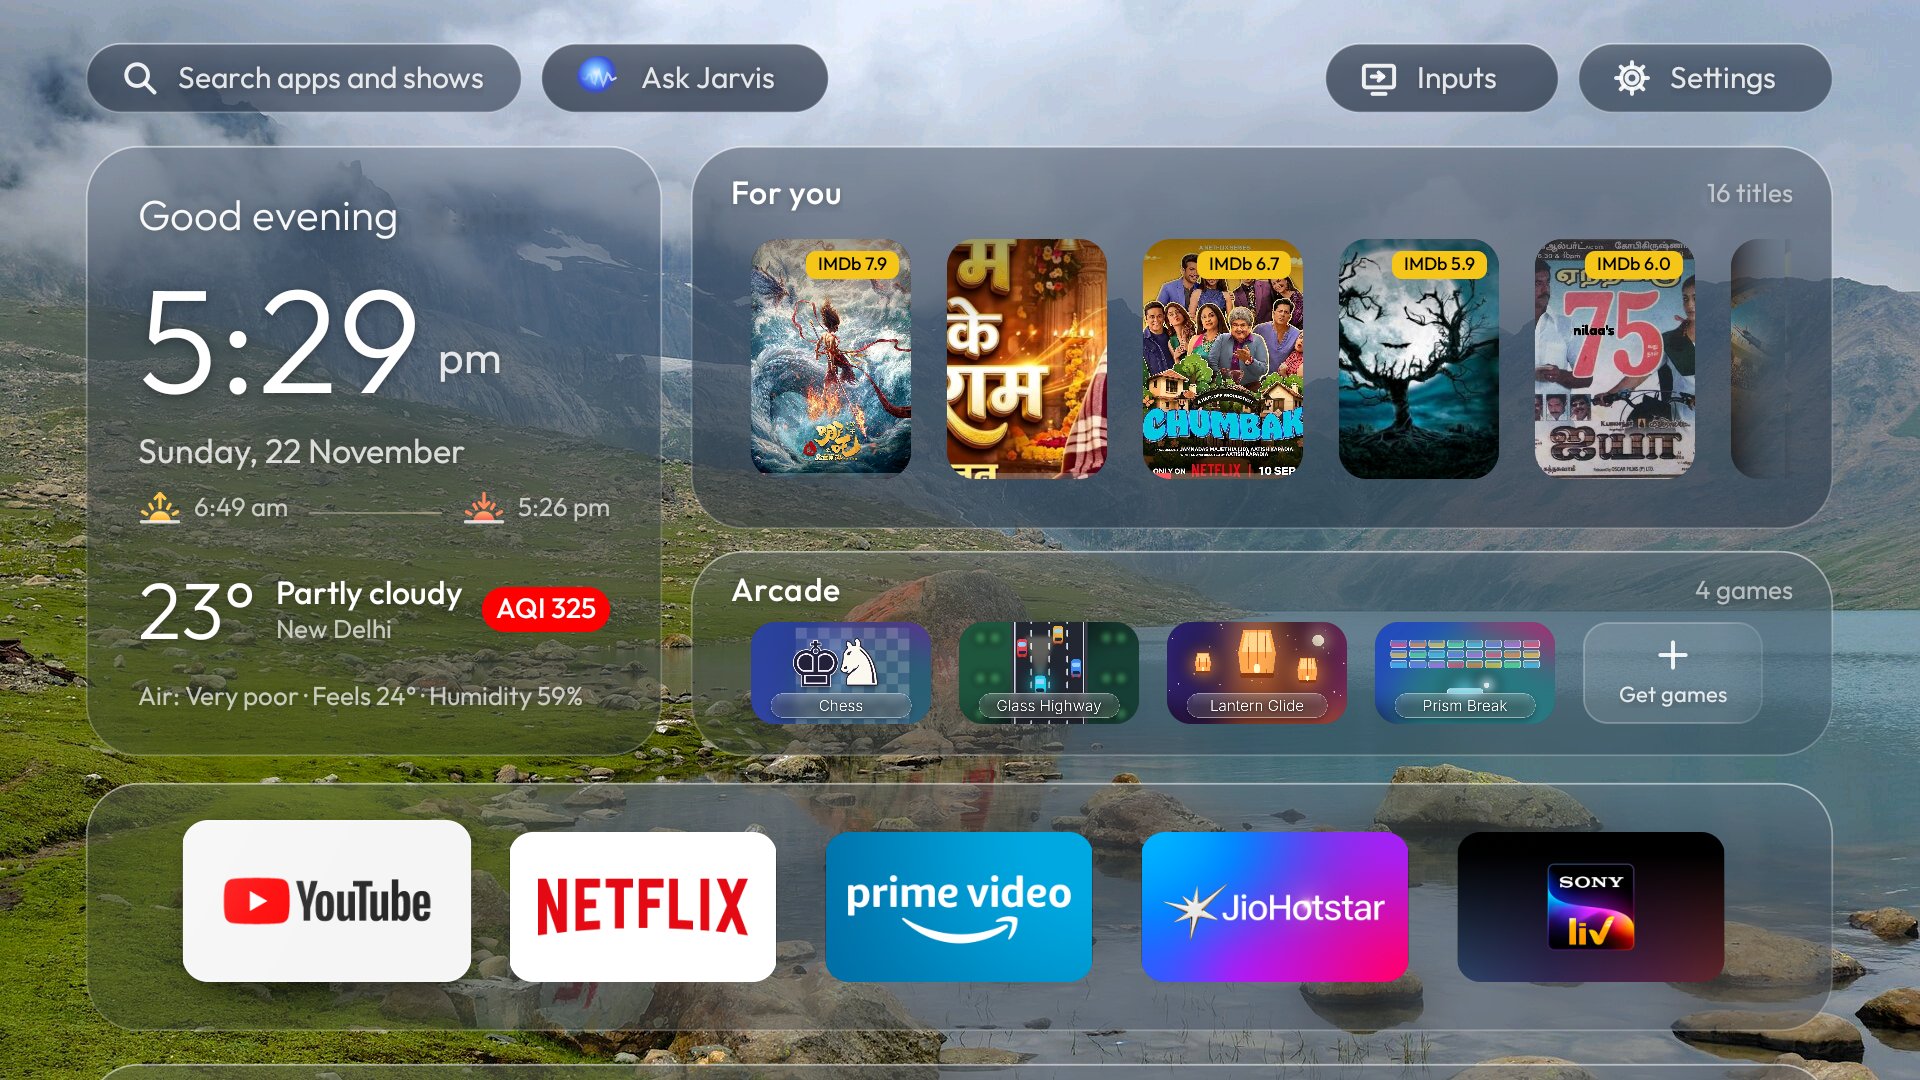 Search apps and shows
Ask Jarvis
Inputs
Settings
Good evening
5:29 pm
Sunday, 22 November
6:49 am
5:26 pm
23°
Partly cloudy
New Delhi
AQI 325
Air: Very poor · Feels 24° · Humidity 59%
For you
16 titles
IMDb 7.9
म
के
राम
IMDb 6.7
CHUMBAK
ONLY ON NETFLIX | 10 SEP
IMDb 5.9
IMDb 6.0
nilaa's
75
ஐயா
Arcade
4 games
Chess
Glass Highway
Lantern Glide
Prism Break
Get games
YouTube
NETFLIX
prime video
JioHotstar
SONY
liv